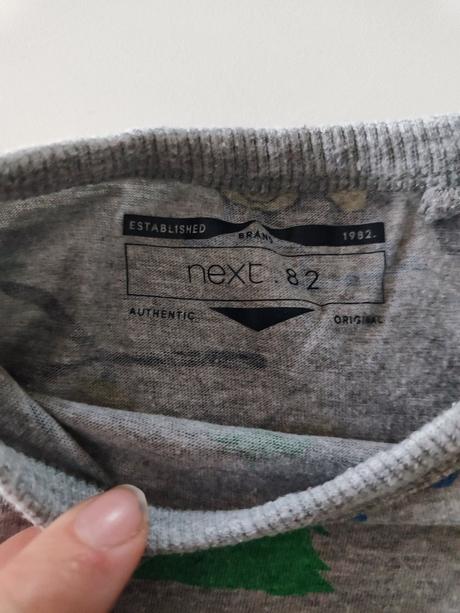 ESTABLISHED BRAND 1982.
next.82
AUTHENTIC ORIGINAL